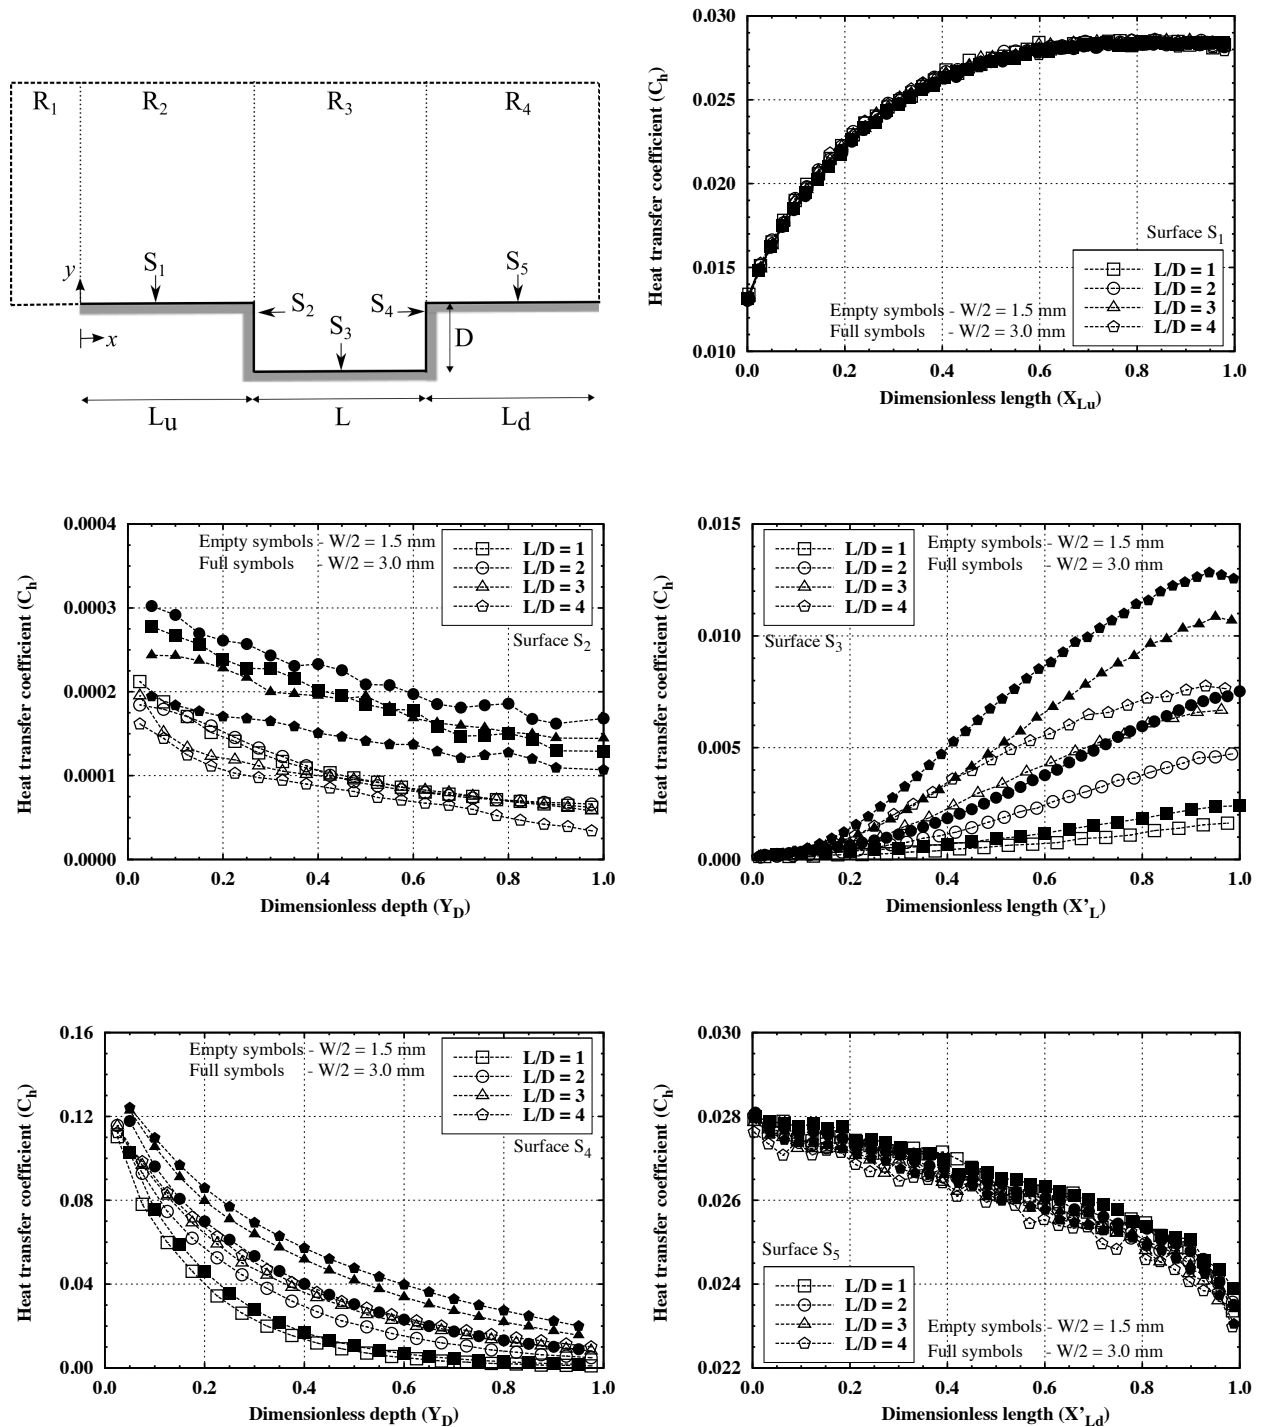 R1 R2 R3 R4
y
S1 S5
S2 S4
S3
D
x
Lu L Ld
Heat transfer coefficient (Ch)
0.030
0.025
0.020
0.015
0.010
Surface S1
L/D = 1
L/D = 2
L/D = 3
L/D = 4
Empty symbols - W/2 = 1.5 mm
Full symbols - W/2 = 3.0 mm
0.0 0.2 0.4 0.6 0.8 1.0
Dimensionless length (XLu)
Heat transfer coefficient (Ch)
0.0004
0.0003
0.0002
0.0001
0.0000
Empty symbols - W/2 = 1.5 mm
Full symbols - W/2 = 3.0 mm
L/D = 1
L/D = 2
L/D = 3
L/D = 4
Surface S2
0.0 0.2 0.4 0.6 0.8 1.0
Dimensionless depth (YD)
Heat transfer coefficient (Ch)
0.015
0.010
0.005
0.000
L/D = 1
L/D = 2
L/D = 3
L/D = 4
Empty symbols - W/2 = 1.5 mm
Full symbols - W/2 = 3.0 mm
Surface S3
0.0 0.2 0.4 0.6 0.8 1.0
Dimensionless length (X'L)
Heat transfer coefficient (Ch)
0.16
0.12
0.08
0.04
0.00
Empty symbols - W/2 = 1.5 mm
Full symbols - W/2 = 3.0 mm
L/D = 1
L/D = 2
L/D = 3
L/D = 4
Surface S4
0.0 0.2 0.4 0.6 0.8 1.0
Dimensionless depth (YD)
Heat transfer coefficient (Ch)
0.030
0.028
0.026
0.024
0.022
Surface S5
L/D = 1
L/D = 2
L/D = 3
L/D = 4
Empty symbols - W/2 = 1.5 mm
Full symbols - W/2 = 3.0 mm
0.0 0.2 0.4 0.6 0.8 1.0
Dimensionless length (X'Ld)